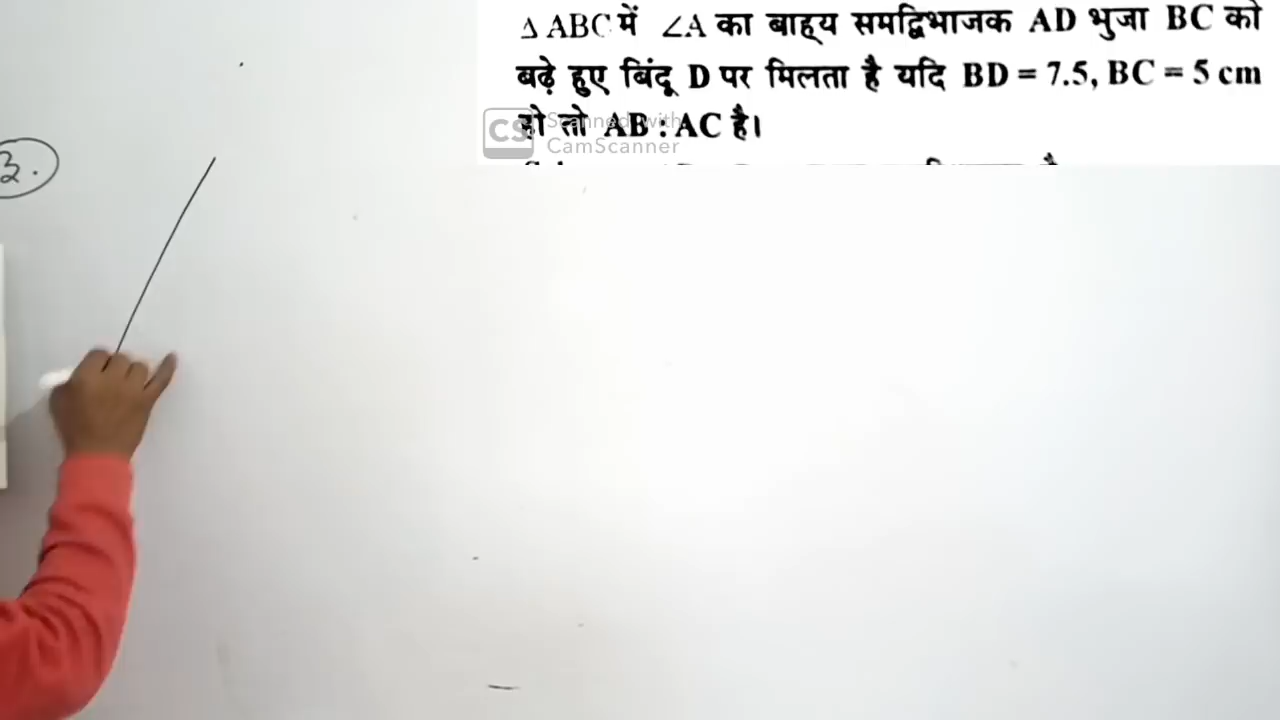 Δ ABC में ∠A का बाह्य समद्विभाजक AD भुजा BC को
बढ़े हुए बिंदू D पर मिलता है यदि BD = 7.5, BC = 5 cm
हो तो AB : AC है।
CS Scanned with
CamScanner
3.